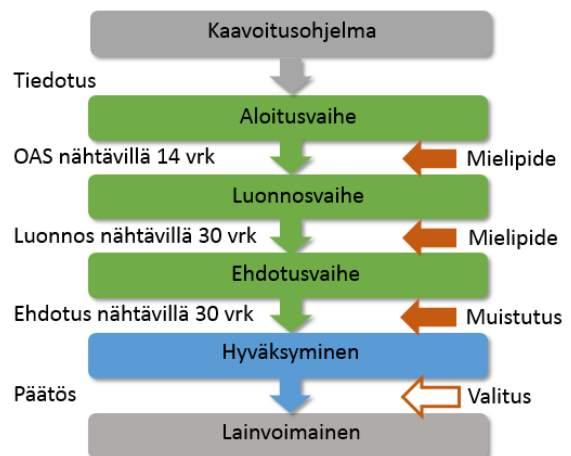 Kaavoitusohjelma
Tiedotus
Aloitusvaihe
OAS nähtävillä 14 vrk
Mielipide
Luonnosvaihe
Luonnos nähtävillä 30 vrk
Mielipide
Ehdotusvaihe
Ehdotus nähtävillä 30 vrk
Muistutus
Hyväksyminen
Päätös
Valitus
Lainvoimainen